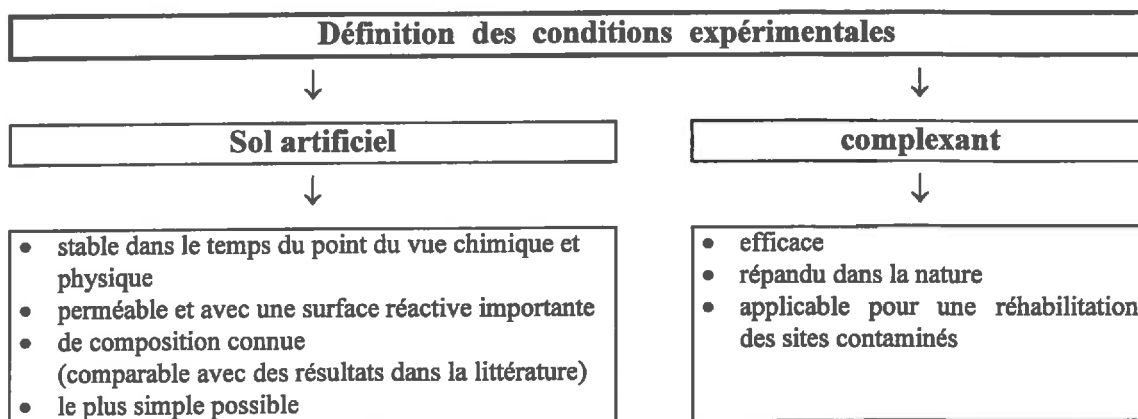 Définition des conditions expérimentales
Sol artificiel
• stable dans le temps du point du vue chimique et
physique
• perméable et avec une surface réactive importante
• de composition connue
(comparable avec des résultats dans la littérature)
• le plus simple possible
complexant
• efficace
• répandu dans la nature
• applicable pour une réhabilitation
des sites contaminés